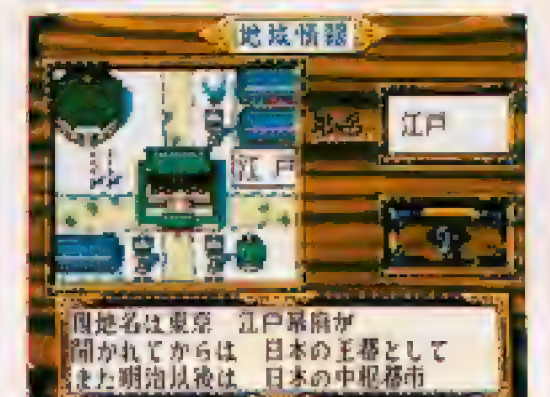 地域情報
地名 江戸
江戸
現地名は東京 江戸幕府が
開かれてからは 日本の王都として
また明治以後は 日本の中枢都市